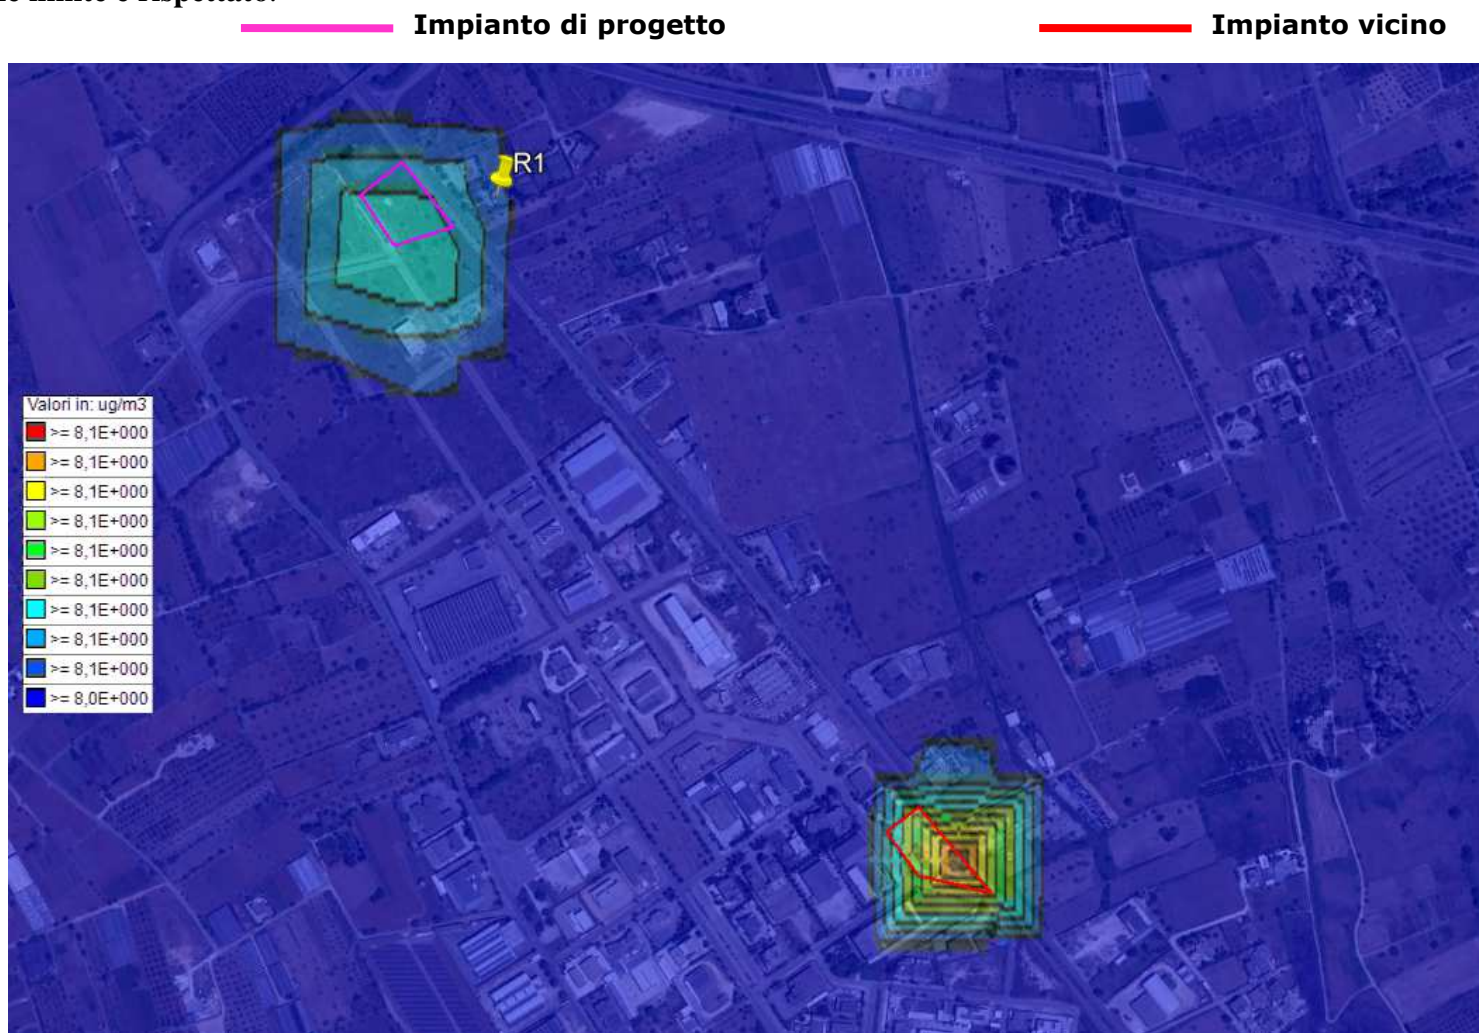 è rispettato.
Impianto di progetto
Impianto vicino
R1
Valori in: ug/m3
>= 8,1E+000
>= 8,1E+000
>= 8,1E+000
>= 8,1E+000
>= 8,1E+000
>= 8,1E+000
>= 8,1E+000
>= 8,1E+000
>= 8,1E+000
>= 8,0E+000